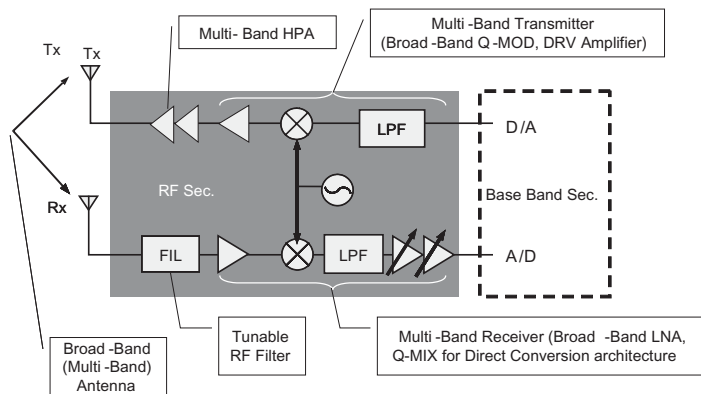 Multi- Band HPA
Multi -Band Transmitter
(Broad -Band Q -MOD, DRV Amplifier)
Tx
Tx
LPF
D/A
RF Sec.
Base Band Sec.
Rx
FIL
LPF
A/D
Tunable
RF Filter
Multi -Band Receiver (Broad -Band LNA,
Q-MIX for Direct Conversion architecture
Broad -Band
(Multi -Band)
Antenna